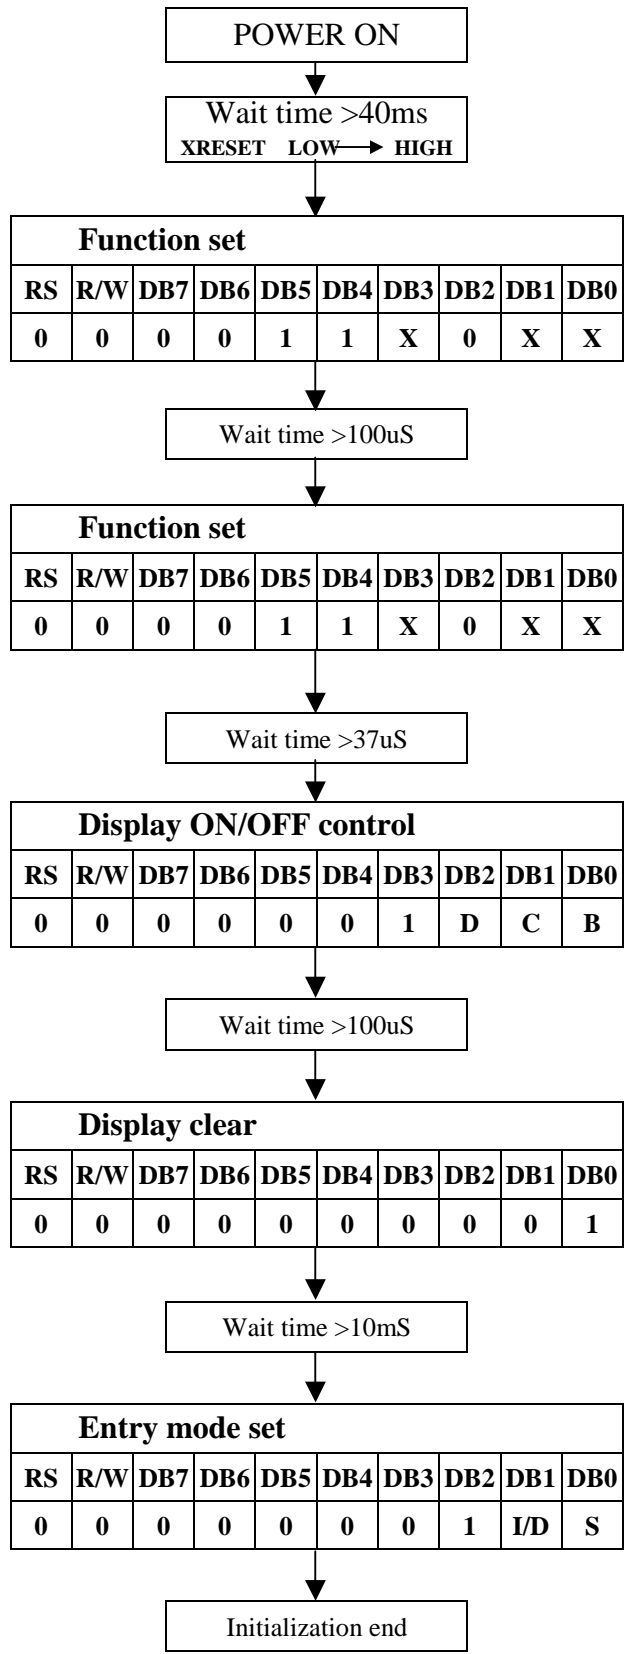 POWER ON
Wait time >40ms
XRESET LOW HIGH
Function set
RS R/W DB7 DB6 DB5 DB4 DB3 DB2 DB1 DB0
0 0 0 0 1 1 X 0 X X
Wait time >100uS
Function set
RS R/W DB7 DB6 DB5 DB4 DB3 DB2 DB1 DB0
0 0 0 0 1 1 X 0 X X
Wait time >37uS
Display ON/OFF control
RS R/W DB7 DB6 DB5 DB4 DB3 DB2 DB1 DB0
0 0 0 0 0 0 1 D C B
Wait time >100uS
Display clear
RS R/W DB7 DB6 DB5 DB4 DB3 DB2 DB1 DB0
0 0 0 0 0 0 0 0 0 1
Wait time >10mS
Entry mode set
RS R/W DB7 DB6 DB5 DB4 DB3 DB2 DB1 DB0
0 0 0 0 0 0 0 1 I/D S
Initialization end